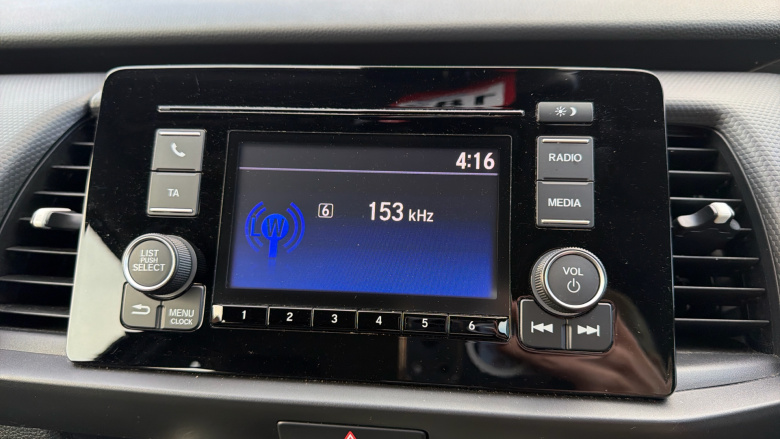 4:16
RADIO
TA
MEDIA
6
153 kHz
LW
LIST
PUSH
SELECT
VOL
MENU
CLOCK
1 2 3 4 5 6